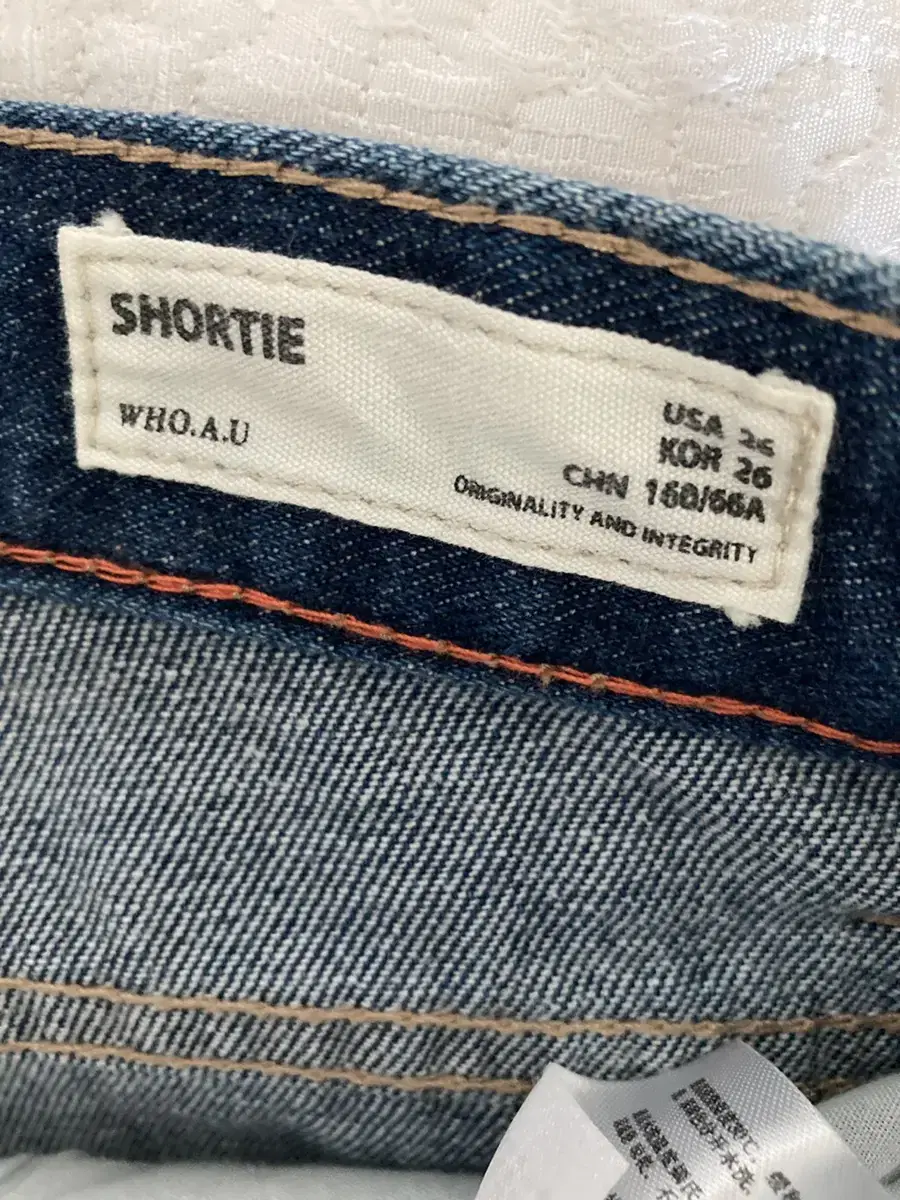 SHORTIE
WHO.A.U
USA 26
KOR 26
CHN 160/66A
ORIGINALITY AND INTEGRITY